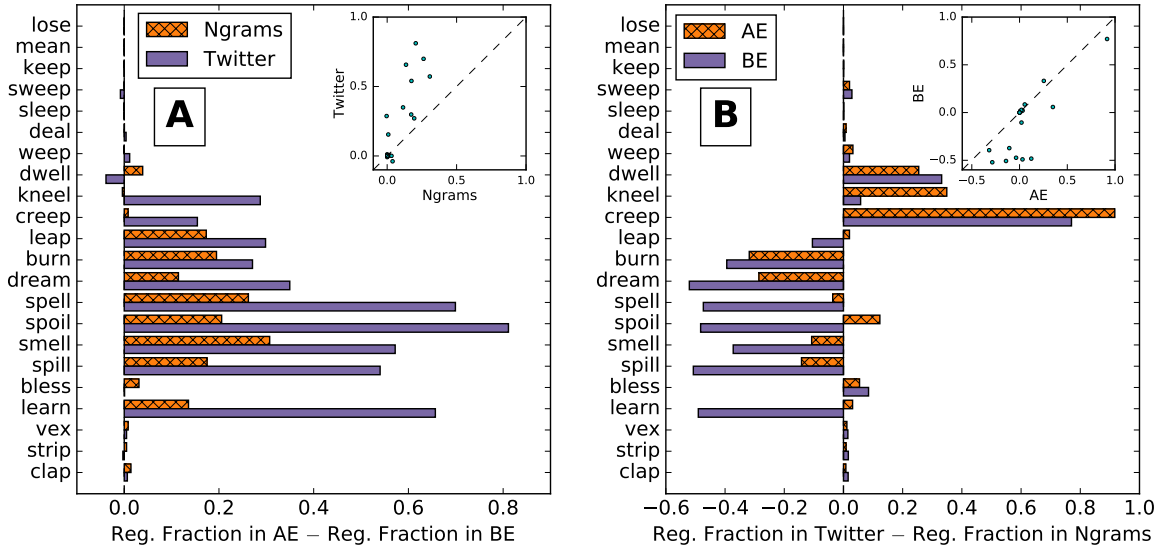 lose
mean
keep
sweep
sleep
deal
weep
dwell
kneel
creep
leap
burn
dream
spell
spoil
smell
spill
bless
learn
vex
strip
clap
Ngrams
Twitter
A
Twitter
1.0
0.5
0.0
0.0
0.5
1.0
Ngrams
0.0
0.2
0.4
0.6
0.8
Reg. Fraction in AE − Reg. Fraction in BE
lose
mean
keep
sweep
sleep
deal
weep
dwell
kneel
creep
leap
burn
dream
spell
spoil
smell
spill
bless
learn
vex
strip
clap
AE
BE
B
BE
1.0
0.5
0.0
−0.5
−0.5
0.0
0.5
1.0
AE
−0.6
−0.4
−0.2
0.0
0.2
0.4
0.6
0.8
1.0
Reg. Fraction in Twitter − Reg. Fraction in Ngrams